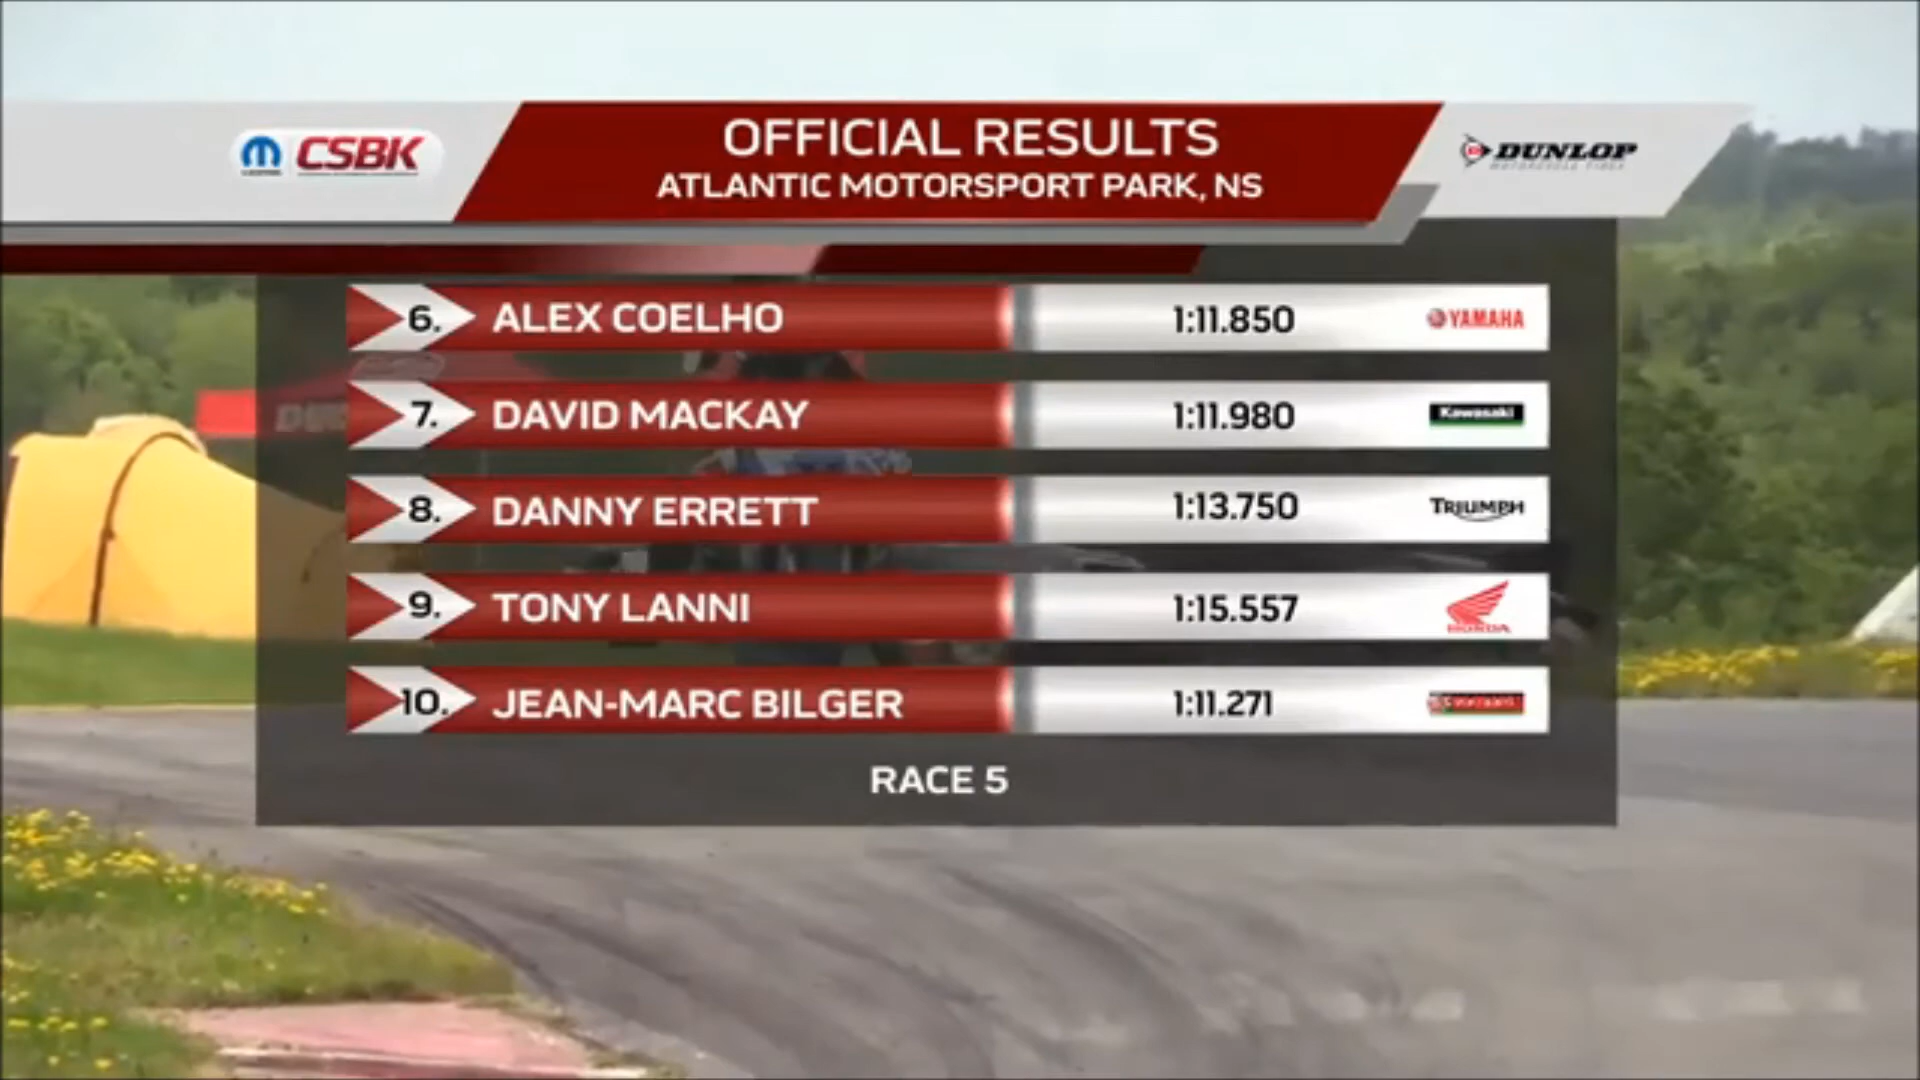 CSBK
OFFICIAL RESULTS
ATLANTIC MOTORSPORT PARK, NS
DUNLOP
6. ALEX COELHO 1:11.850 YAMAHA
7. DAVID MACKAY 1:11.980 Kawasaki
8. DANNY ERRETT 1:13.750 TRIUMPH
9. TONY LANNI 1:15.557 HONDA
10. JEAN-MARC BILGER 1:11.271
RACE 5